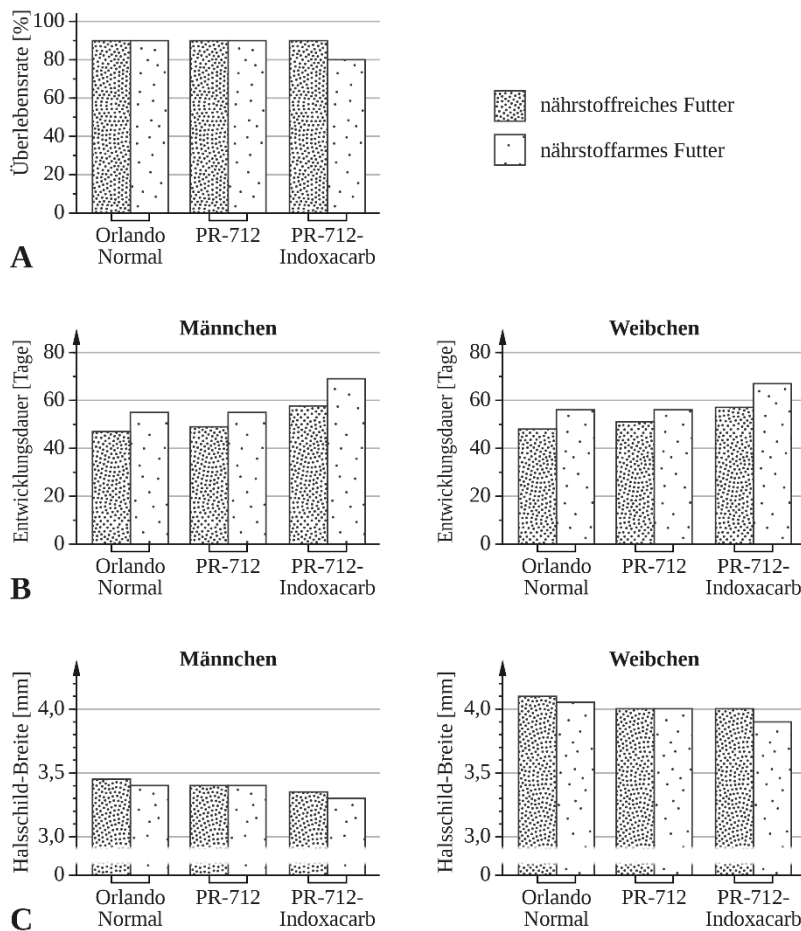 Überlebensrate [%]
100
80
60
40
20
0
Orlando Normal
PR-712
PR-712-Indoxacarb
nährstoffreiches Futter
nährstoffarmes Futter
A
Männchen
Entwicklungsdauer [Tage]
80
60
40
20
0
Orlando Normal
PR-712
PR-712-Indoxacarb
Weibchen
Entwicklungsdauer [Tage]
80
60
40
20
0
Orlando Normal
PR-712
PR-712-Indoxacarb
B
Männchen
Halsschild-Breite [mm]
4,0
3,5
3,0
0
Orlando Normal
PR-712
PR-712-Indoxacarb
Weibchen
Halsschild-Breite [mm]
4,0
3,5
3,0
0
Orlando Normal
PR-712
PR-712-Indoxacarb
C